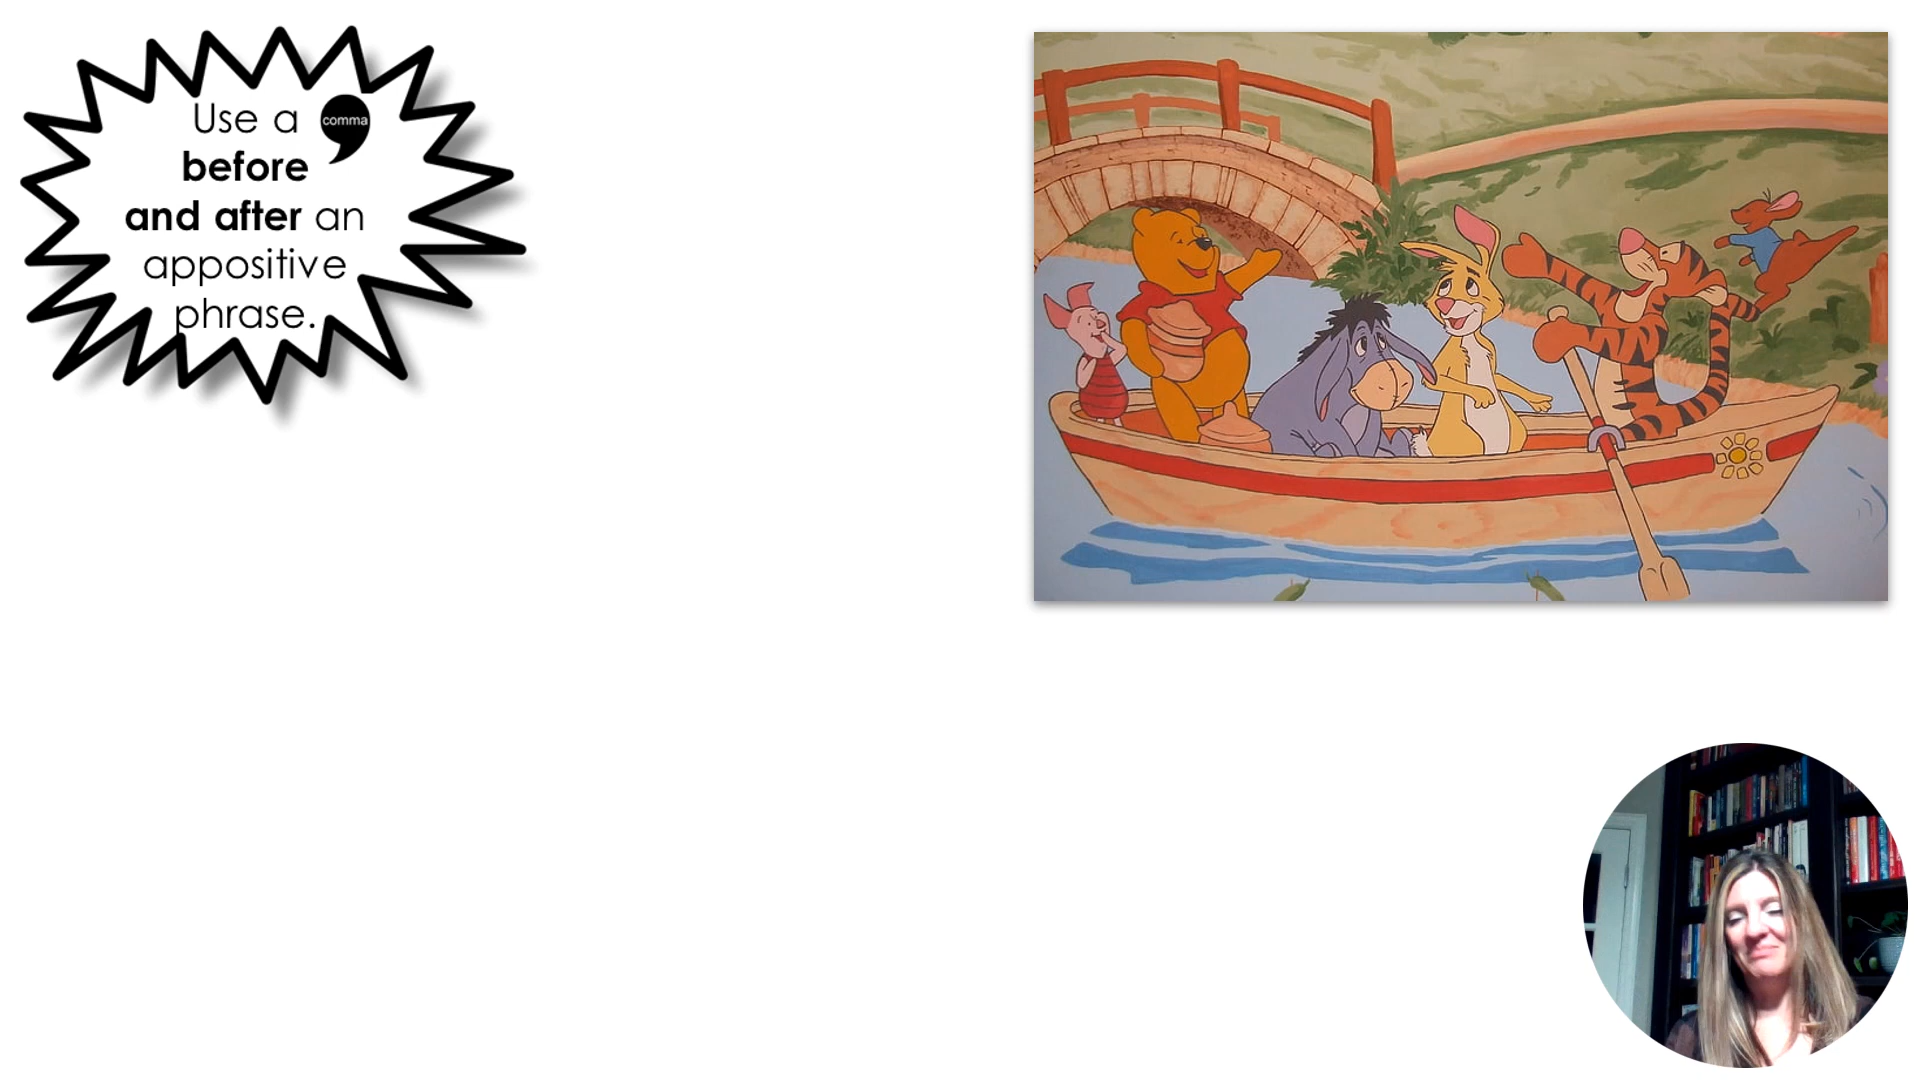 Use a comma
before
and after an
appositive
phrase.